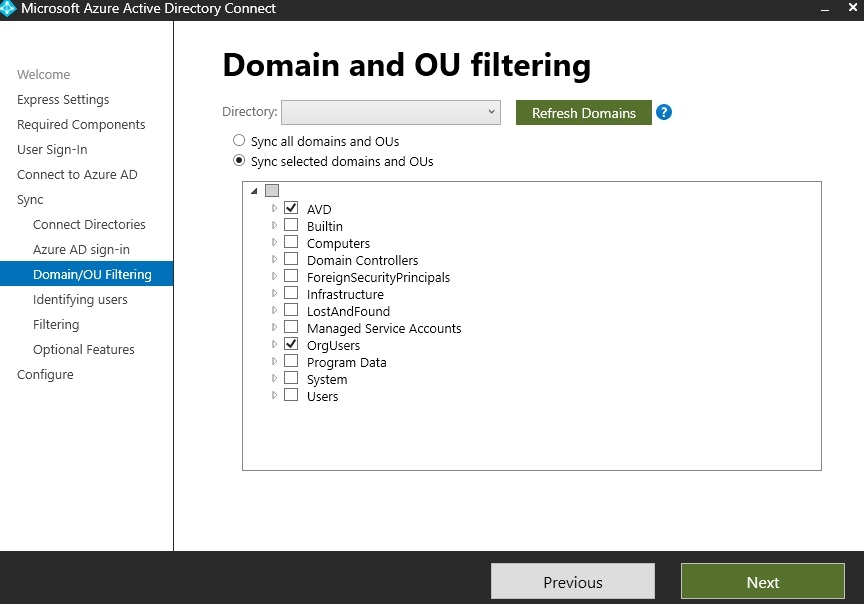 Microsoft Azure Active Directory Connect
Welcome
Express Settings
Required Components
User Sign-In
Connect to Azure AD
Sync
Connect Directories
Azure AD sign-in
Domain/OU Filtering
Identifying users
Filtering
Optional Features
Configure
Domain and OU filtering
Directory:
Refresh Domains
?
Sync all domains and OUs
Sync selected domains and OUs
AVD
Builtin
Computers
Domain Controllers
ForeignSecurityPrincipals
Infrastructure
LostAndFound
Managed Service Accounts
OrgUsers
Program Data
System
Users
Previous
Next